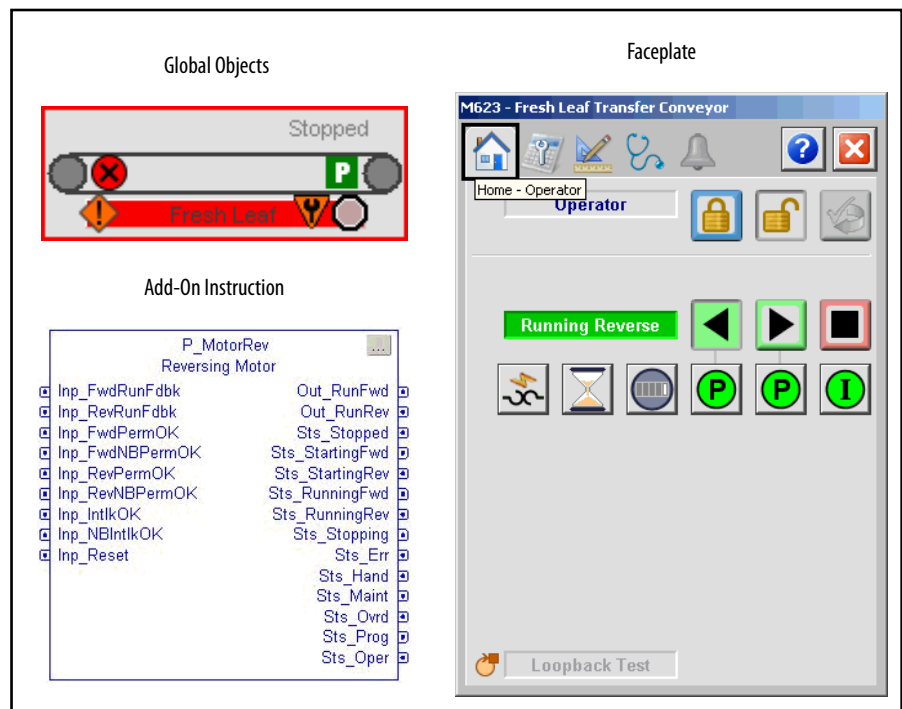 Global Objects
Stopped
P
Fresh Leaf
Add-On Instruction
P_MotorRev
...
Reversing Motor
Inp_FwdRunFdbk Out_RunFwd
Inp_RevRunFdbk Out_RunRev
Inp_FwdPermOK Sts_Stopped
Inp_FwdNBPermOK Sts_StartingFwd
Inp_RevPermOK Sts_StartingRev
Inp_RevNBPermOK Sts_RunningFwd
Inp_IntlkOK Sts_RunningRev
Inp_NBIntlkOK Sts_Stopping
Inp_Reset Sts_Err
Sts_Hand
Sts_Maint
Sts_Ovrd
Sts_Prog
Sts_Oper
Faceplate
M623 - Fresh Leaf Transfer Conveyor
?
Home - Operator
Operator
Running Reverse
P P I
Loopback Test